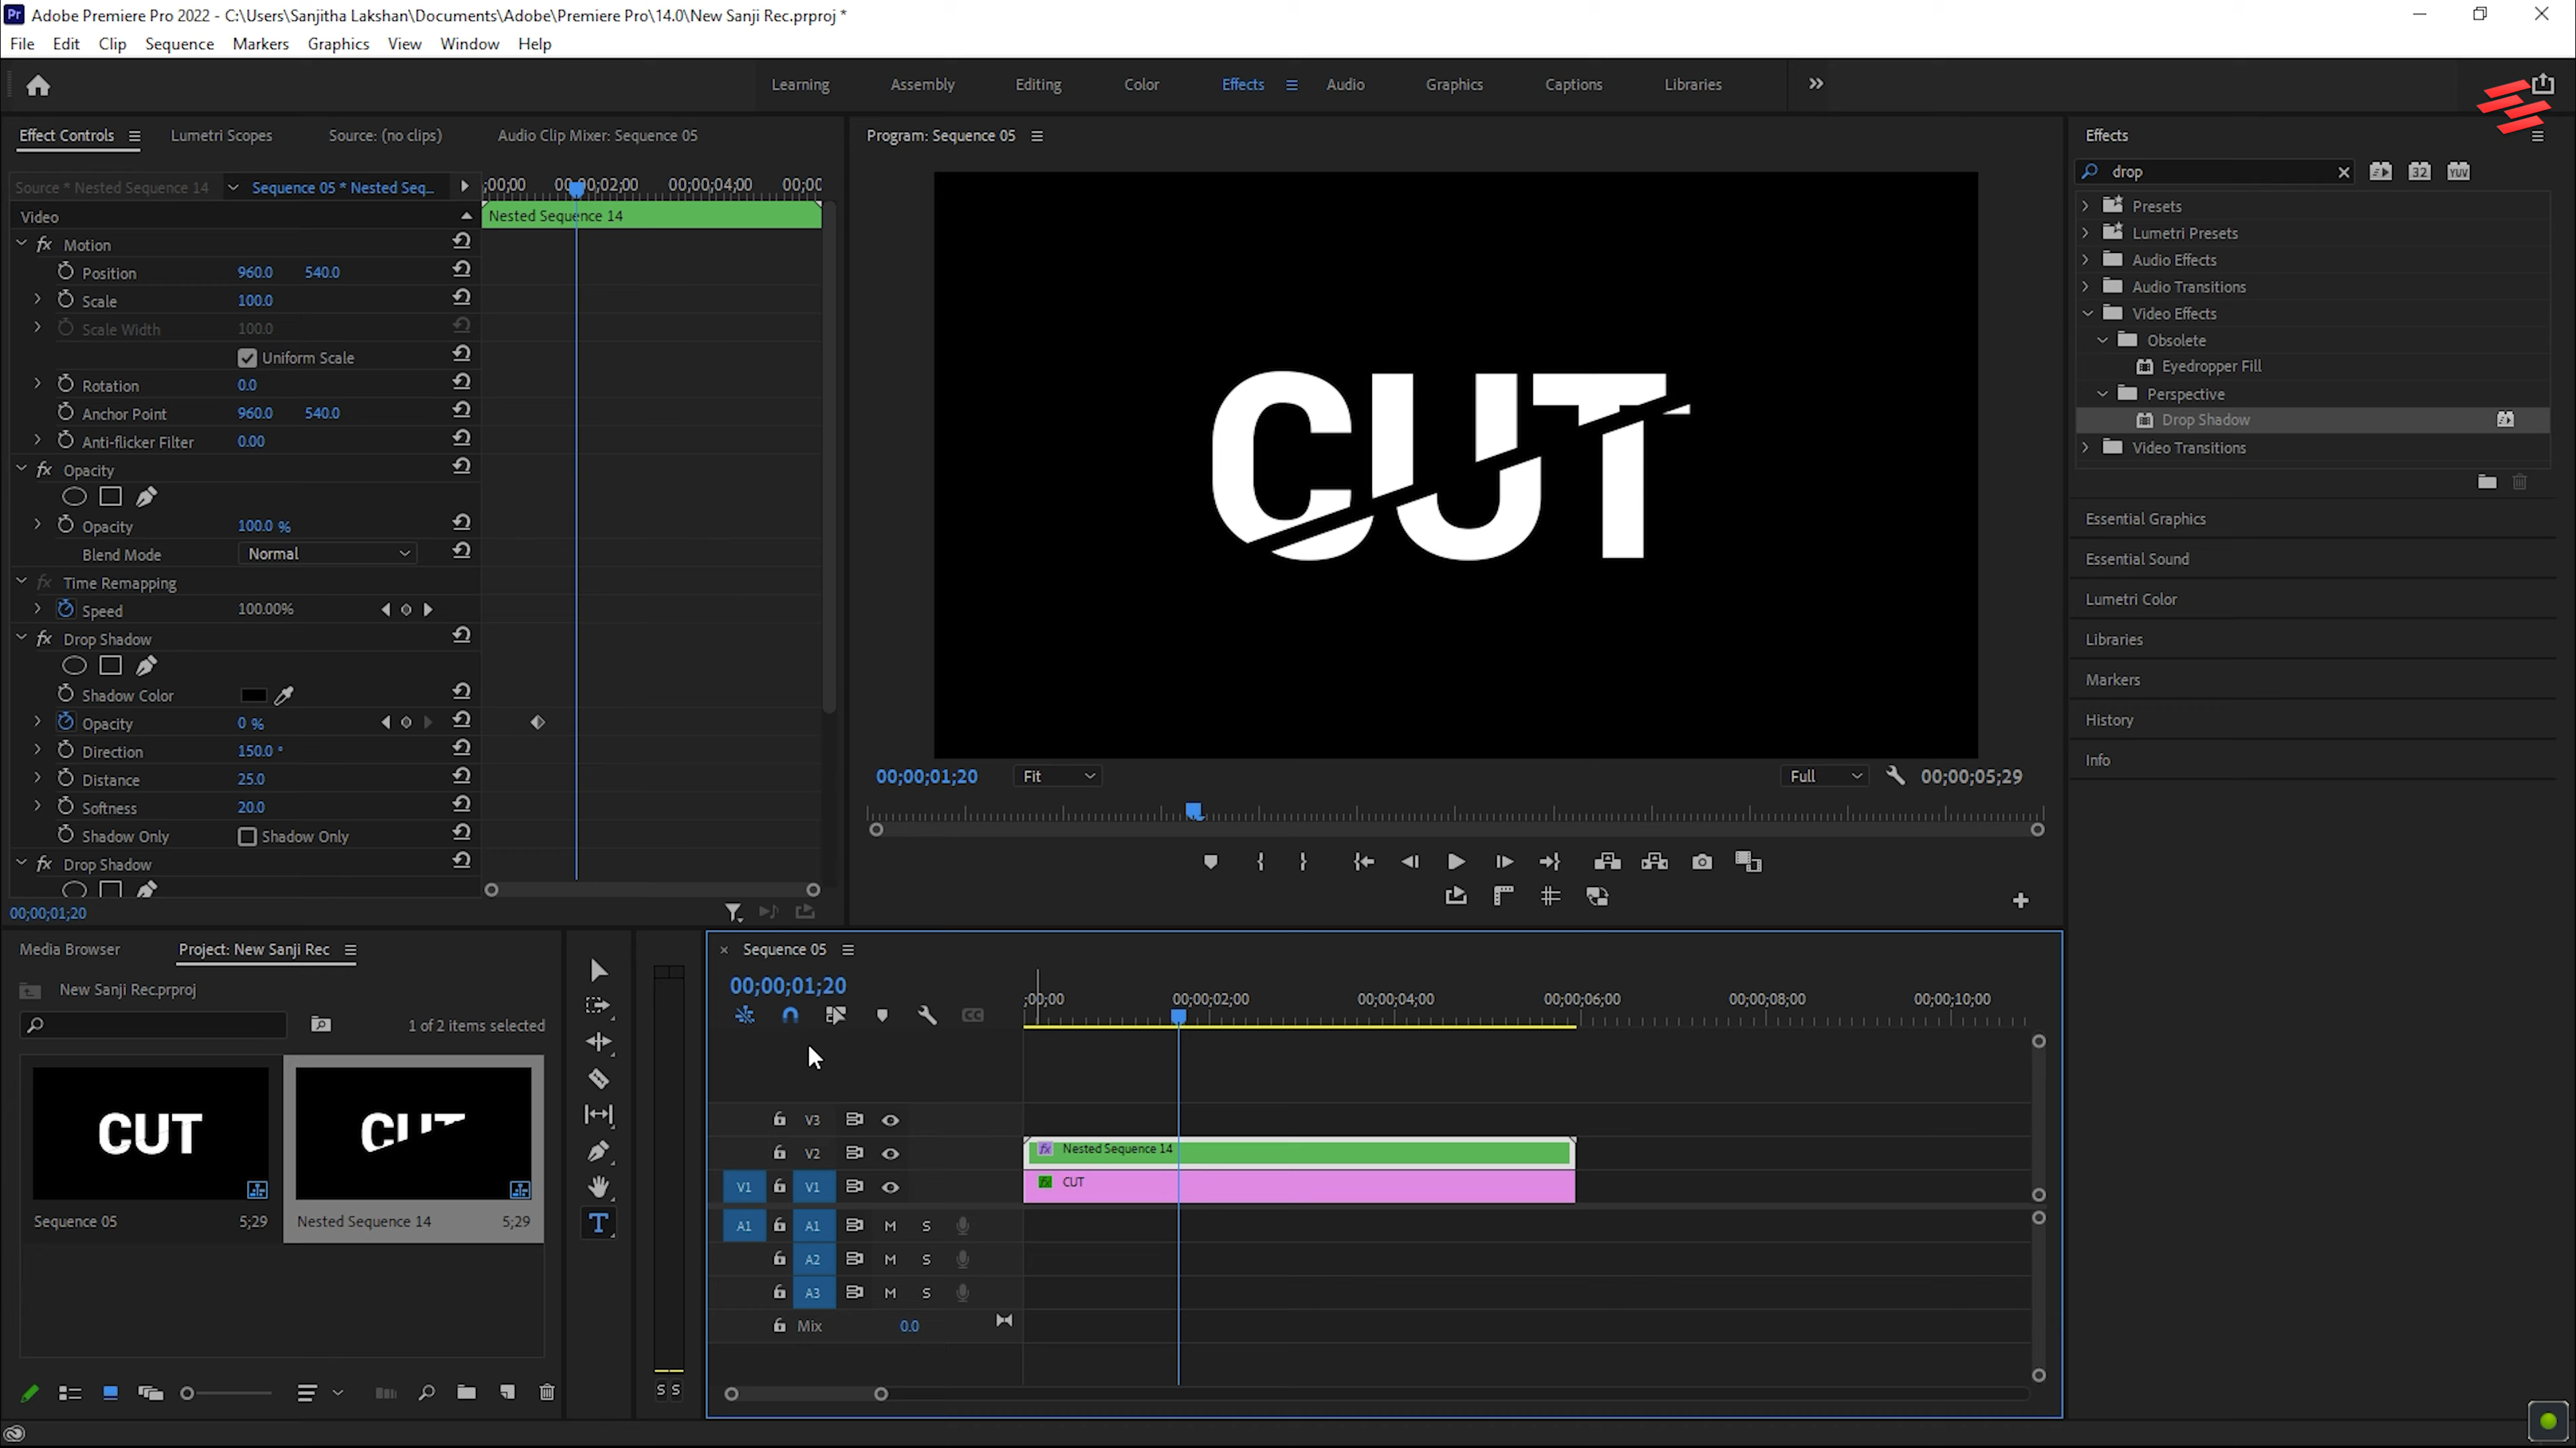 Adobe Premiere Pro 2022 - C:\Users\Sanjitha Lakshan\Documents\Adobe\Premiere Pro\14.0\New Sanji Rec.prproj *
File Edit Clip Sequence Markers Graphics View Window Help
Learning Assembly Editing Color Effects Audio Graphics Captions Libraries
Effect Controls Lumetri Scopes Source: (no clips) Audio Clip Mixer: Sequence 05
Source * Nested Sequence 14 Sequence 05 * Nested Seq...
;00;00 00;00;02;00 00;00;04;00 00;00
Video
Nested Sequence 14
Motion
Position 960.0 540.0
Scale 100.0
Scale Width 100.0
Uniform Scale
Rotation 0.0
Anchor Point 960.0 540.0
Anti-flicker Filter 0.00
Opacity
Opacity 100.0 %
Blend Mode Normal
Time Remapping
Speed 100.00%
Drop Shadow
Shadow Color
Opacity 0 %
Direction 150.0 °
Distance 25.0
Softness 20.0
Shadow Only Shadow Only
Drop Shadow
00;00;01;20
Program: Sequence 05
CUT
00;00;01;20 Fit Full 00;00;05;29
Effects
drop
32 YUV
Presets
Lumetri Presets
Audio Effects
Audio Transitions
Video Effects
Obsolete
Eyedropper Fill
Perspective
Drop Shadow
Video Transitions
Essential Graphics
Essential Sound
Lumetri Color
Libraries
Markers
History
Info
Media Browser Project: New Sanji Rec
New Sanji Rec.prproj
1 of 2 items selected
CUT
CUT
Sequence 05 5;29
Nested Sequence 14 5;29
S S
Sequence 05
00;00;01;20
;00;00 00;00;02;00 00;00;04;00 00;00;06;00 00;00;08;00 00;00;10;00
CC
V3
V2 Nested Sequence 14
V1 V1 CUT
A1 A1 M S
A2 M S
A3 M S
Mix 0.0